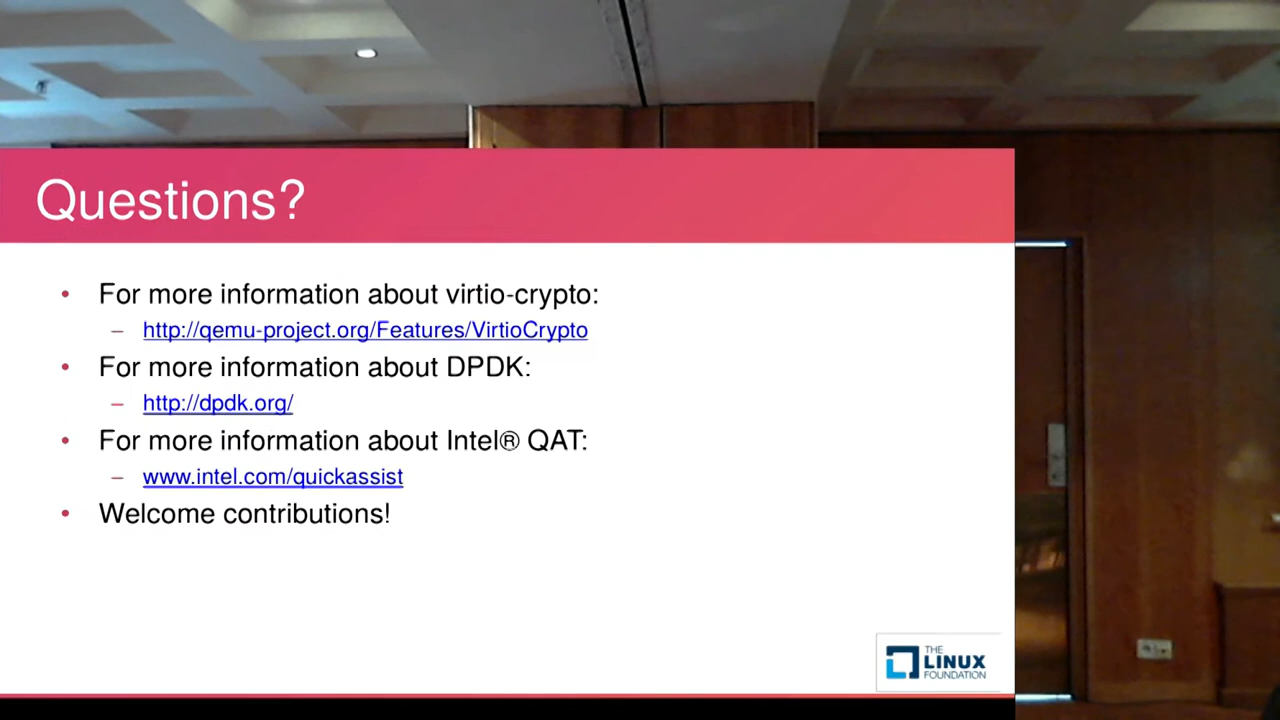 Questions?
• For more information about virtio-crypto:
– http://qemu-project.org/Features/VirtioCrypto
• For more information about DPDK:
– http://dpdk.org/
• For more information about Intel® QAT:
– www.intel.com/quickassist
• Welcome contributions!
THE
LINUX
FOUNDATION